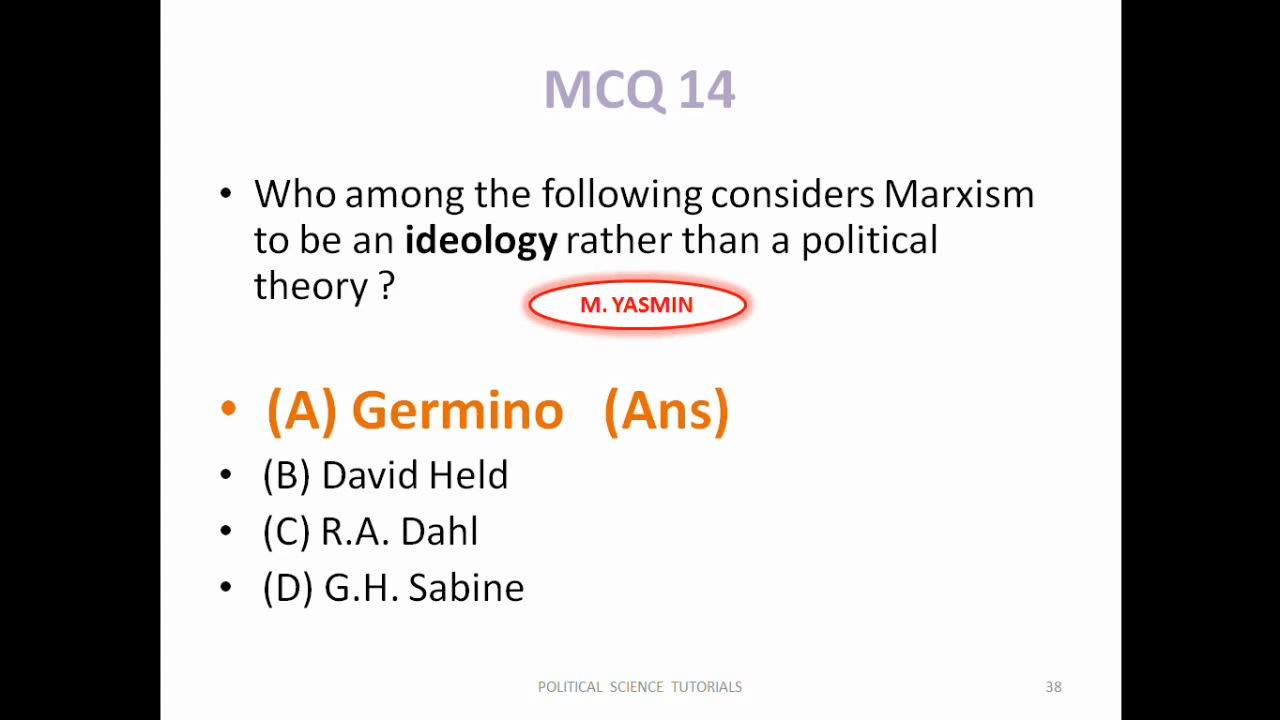 MCQ 14
• Who among the following considers Marxism
to be an ideology rather than a political
theory ?
M. YASMIN
• (A) Germino (Ans)
• (B) David Held
• (C) R.A. Dahl
• (D) G.H. Sabine
POLITICAL SCIENCE TUTORIALS
38